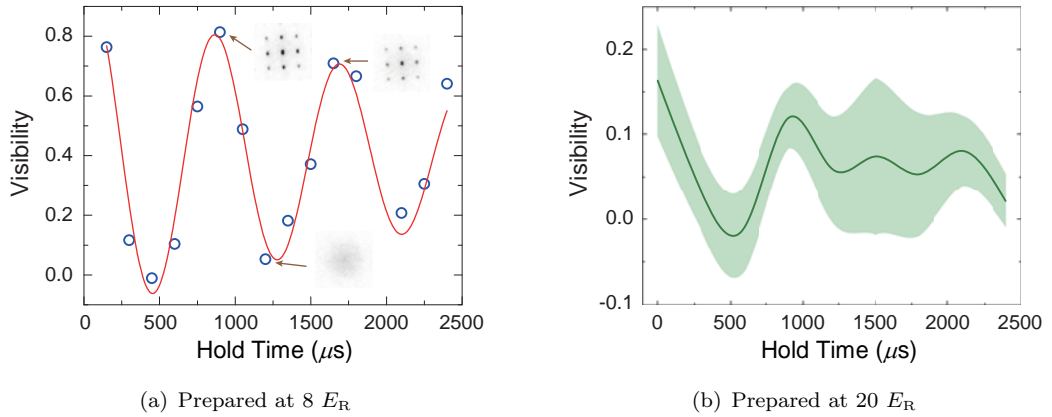 0.8
0.6
0.4
0.2
0.0
Visibility
0 500 1000 1500 2000 2500
Hold Time (μs)
(a) Prepared at 8 E_R
0.2
0.1
0.0
-0.1
Visibility
0 500 1000 1500 2000 2500
Hold Time (μs)
(b) Prepared at 20 E_R